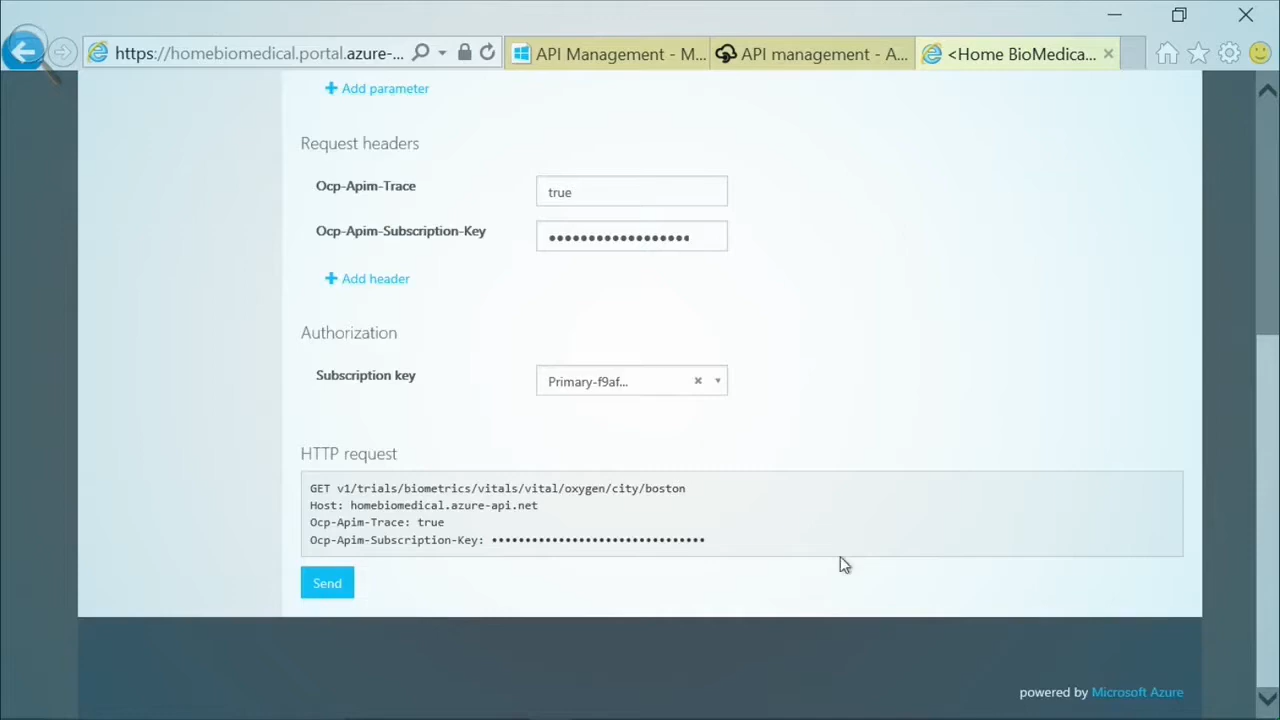 https://homebiomedical.portal.azure-...
API Management - M...
API management - A...
<Home BioMedica...
Add parameter
Request headers
Ocp-Apim-Trace
true
Ocp-Apim-Subscription-Key
••••••••••••••••••
Add header
Authorization
Subscription key
Primary-f9af...
HTTP request
GET v1/trials/biometrics/vitals/vital/oxygen/city/boston
Host: homebiomedical.azure-api.net
Ocp-Apim-Trace: true
Ocp-Apim-Subscription-Key: ••••••••••••••••••••••••••••••••
Send
powered by Microsoft Azure